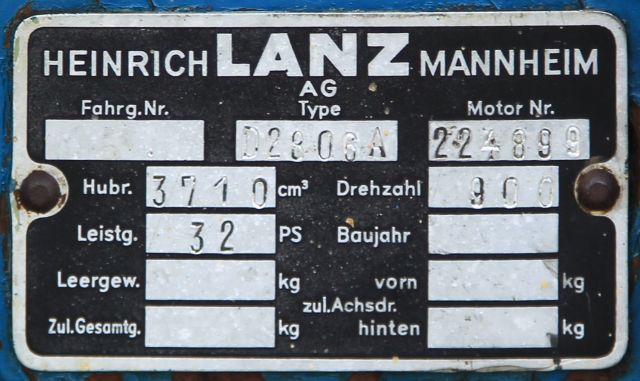 HEINRICH LANZ MANNHEIM
AG
Fahrg.Nr. Type Motor Nr.
D2806A 224899
Hubr. 3710 cm³ Drehzahl 900
Leistg. 32 PS Baujahr
Leergew. kg vorn kg
zul.Achsdr.
Zul.Gesamtg. kg hinten kg